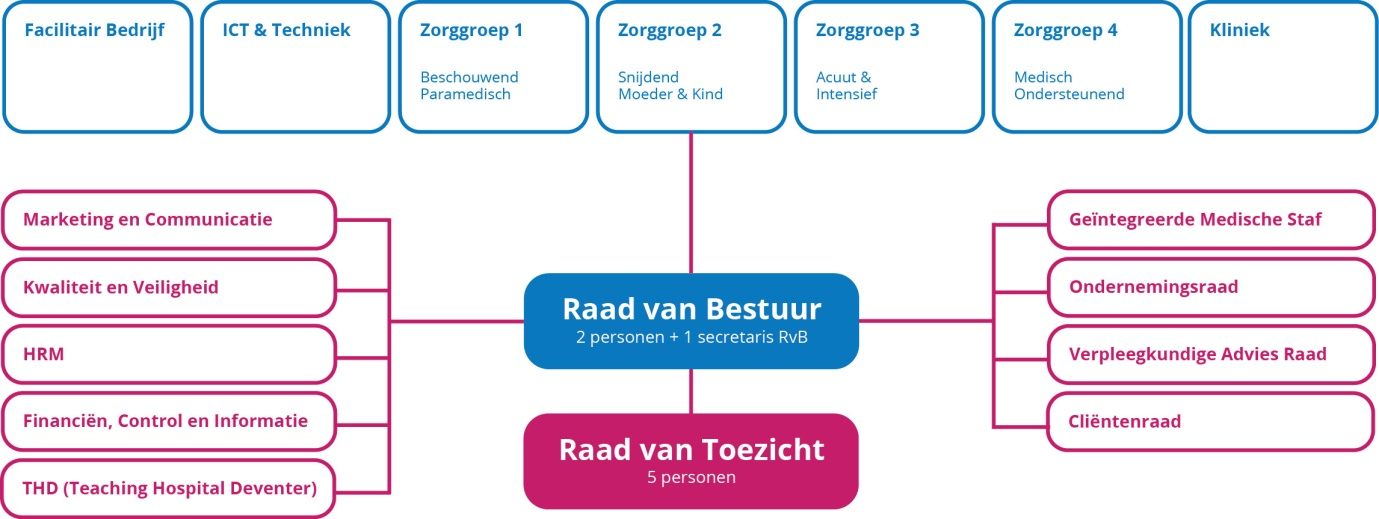 Facilitair Bedrijf
ICT & Techniek
Zorggroep 1
Beschouwend
Paramedisch
Zorggroep 2
Snijdend
Moeder & Kind
Zorggroep 3
Acuut &
Intensief
Zorggroep 4
Medisch
Ondersteunend
Kliniek
Marketing en Communicatie
Kwaliteit en Veiligheid
HRM
Financiën, Control en Informatie
THD (Teaching Hospital Deventer)
Raad van Bestuur
2 personen + 1 secretaris RvB
Raad van Toezicht
5 personen
Geïntegreerde Medische Staf
Ondernemingsraad
Verpleegkundige Advies Raad
Cliëntenraad